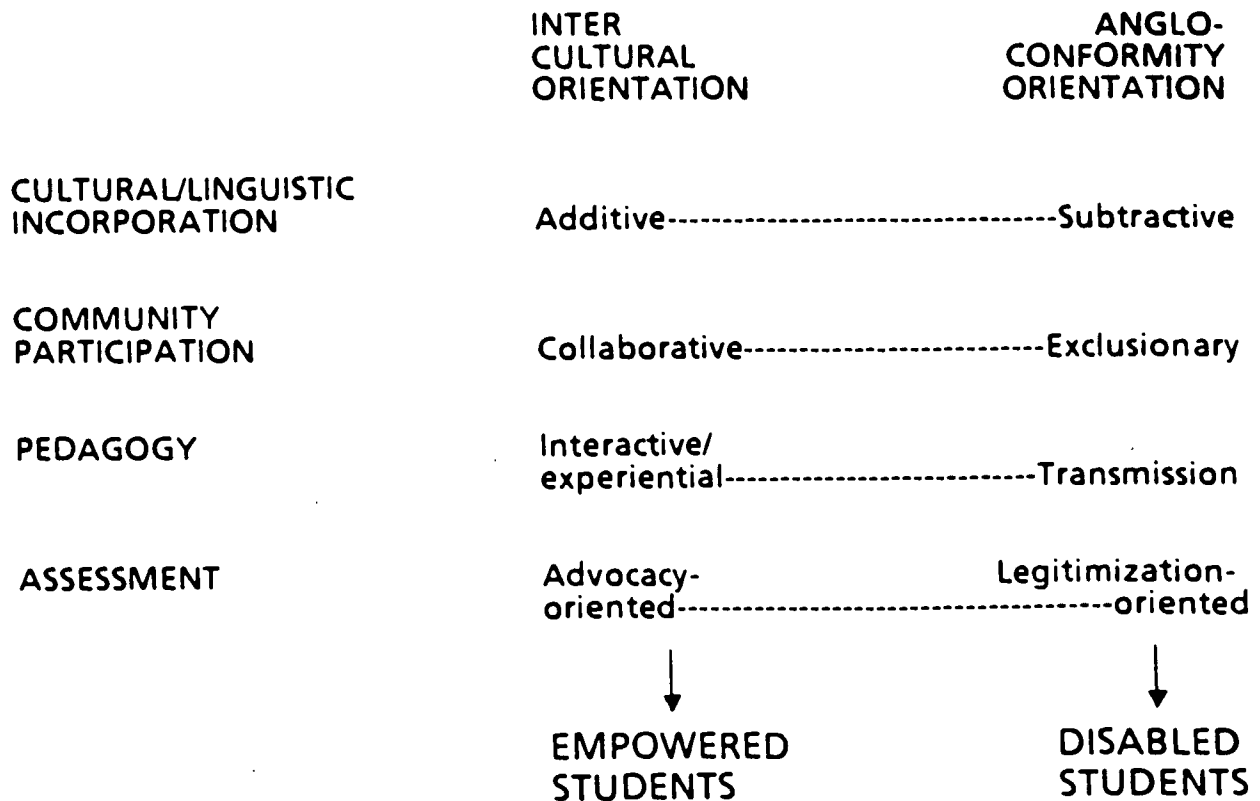 INTER
CULTURAL
ORIENTATION
ANGLO-
CONFORMITY
ORIENTATION
CULTURAL/LINGUISTIC
INCORPORATION
Additive-----------------------------------Subtractive
COMMUNITY
PARTICIPATION
Collaborative---------------------------Exclusionary
PEDAGOGY
Interactive/
experiential----------------------------Transmission
ASSESSMENT
Advocacy-
oriented
Legitimization-
---------------------------------------oriented
EMPOWERED
STUDENTS
DISABLED
STUDENTS